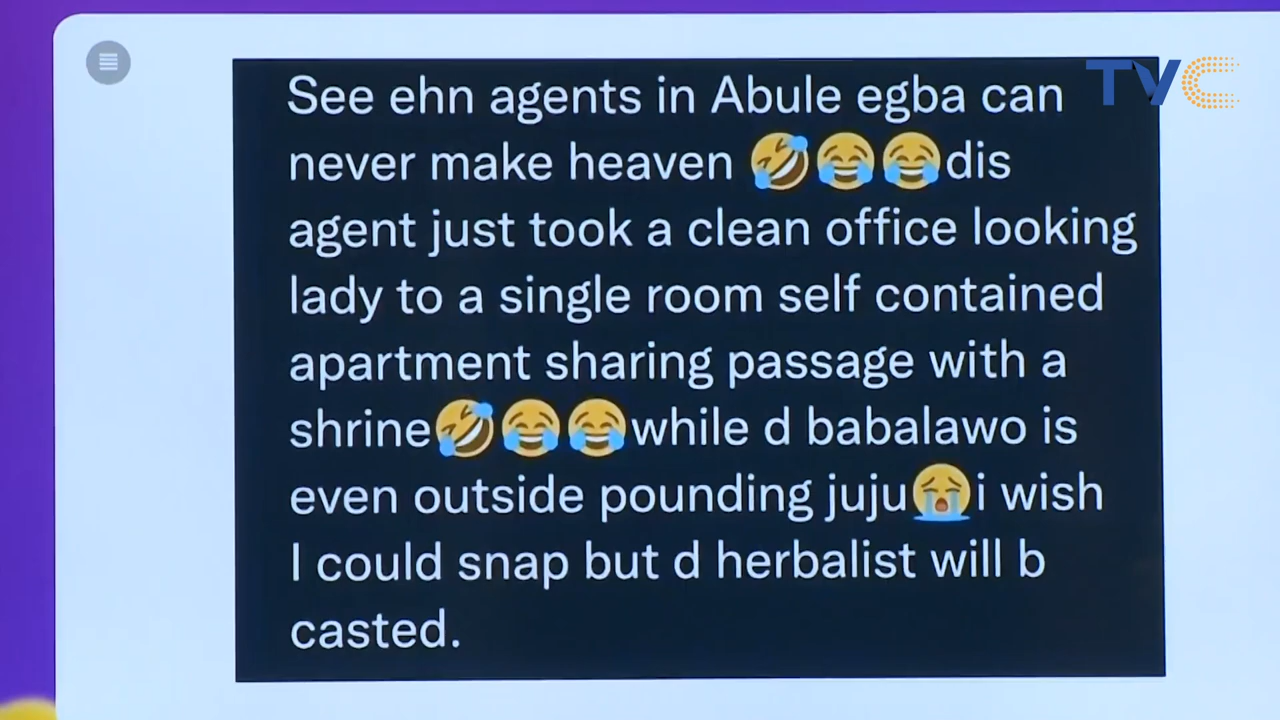 TVC
See ehn agents in Abule egba can
never make heaven 🤣😂😂dis
agent just took a clean office looking
lady to a single room self contained
apartment sharing passage with a
shrine🤣😂😂while d babalawo is
even outside pounding juju😭i wish
I could snap but d herbalist will b
casted.